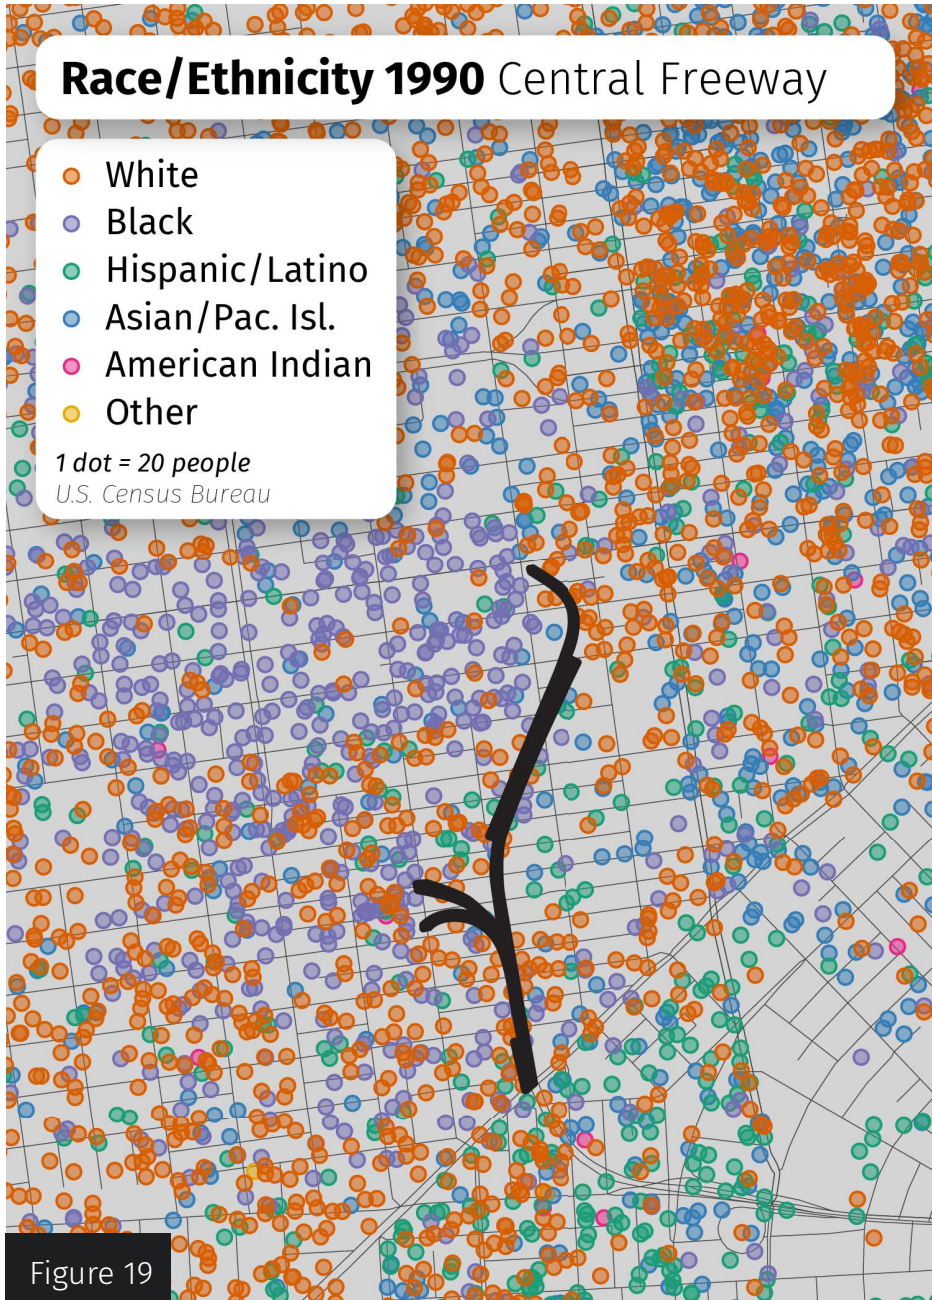 Race/Ethnicity 1990 Central Freeway
White
Black
Hispanic/Latino
Asian/Pac. Isl.
American Indian
Other
1 dot = 20 people
U.S. Census Bureau
Figure 19